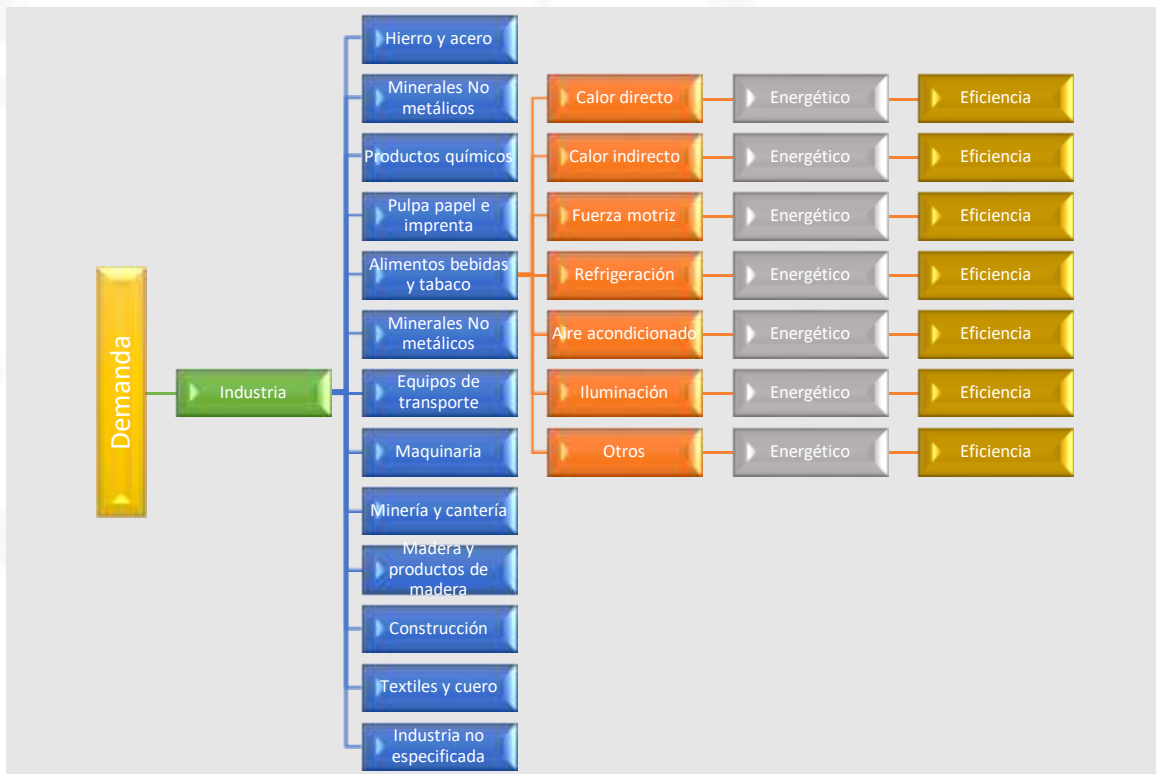 Demanda
Industria
Hierro y acero
Minerales No
metálicos
Productos químicos
Pulpa papel e
imprenta
Alimentos bebidas
y tabaco
Minerales No
metálicos
Equipos de
transporte
Maquinaria
Minería y cantería
Madera y
productos de
madera
Construcción
Textiles y cuero
Industria no
especificada
Calor directo
Energético
Eficiencia
Calor indirecto
Energético
Eficiencia
Fuerza motriz
Energético
Eficiencia
Refrigeración
Energético
Eficiencia
Aire acondicionado
Energético
Eficiencia
Iluminación
Energético
Eficiencia
Otros
Energético
Eficiencia